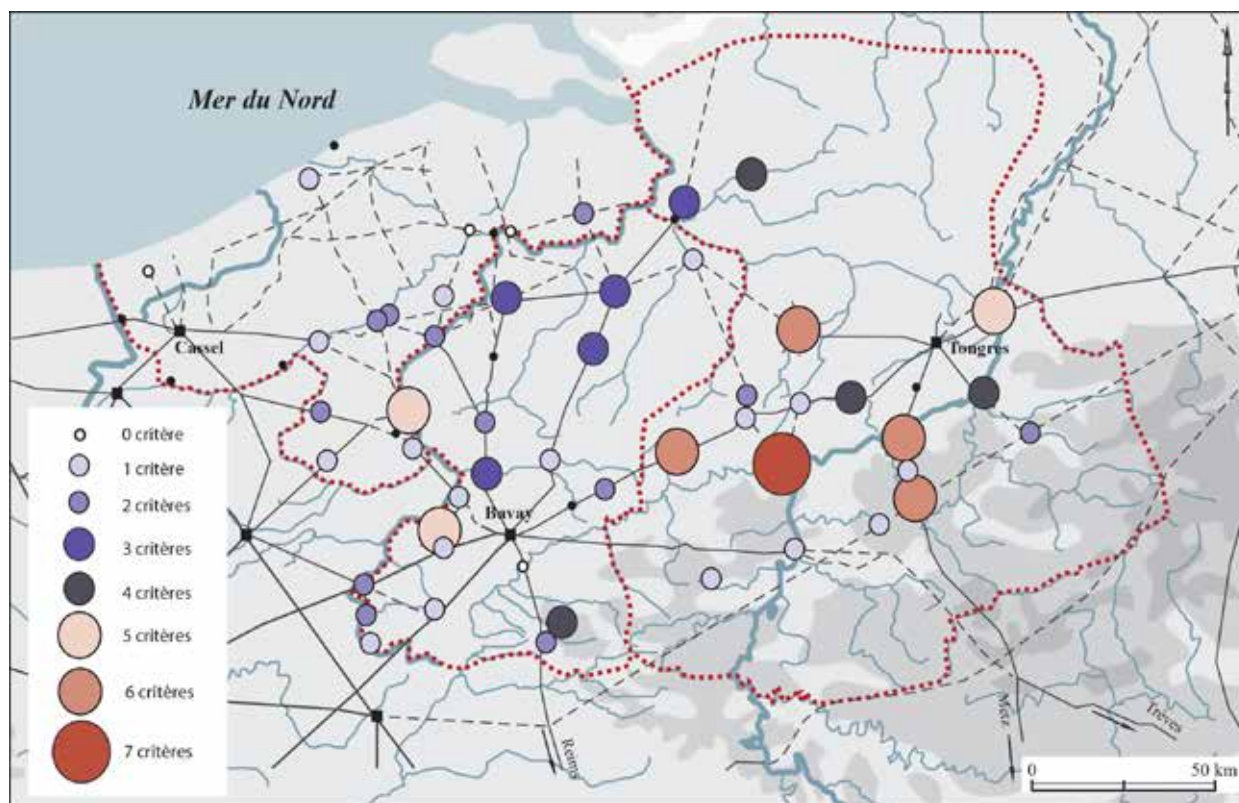 Mer du Nord
Cassel
Tongres
Bavay
0 critère
1 critère
2 critères
3 critères
4 critères
5 critères
6 critères
7 critères
Reims
Metz
Trèves
0 50 km